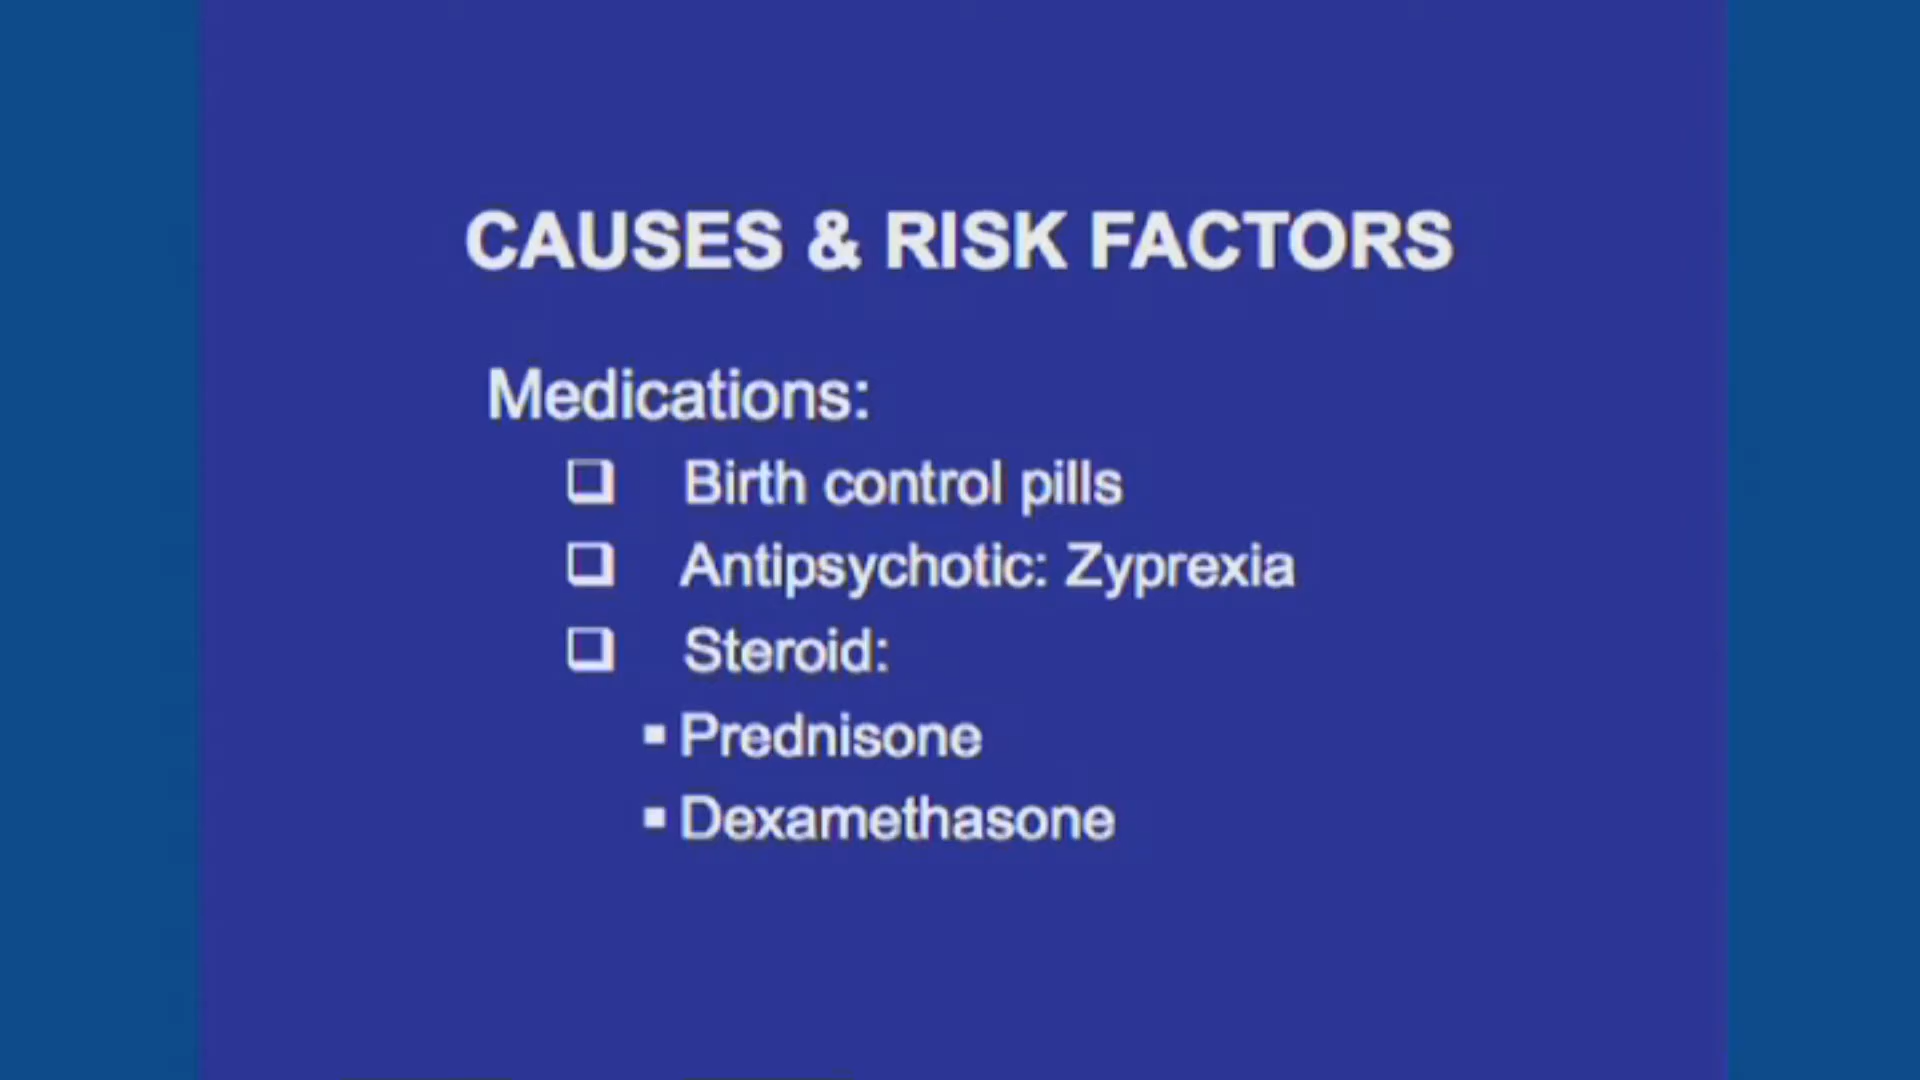 CAUSES & RISK FACTORS
Medications:
❑ Birth control pills
❑ Antipsychotic: Zyprexia
❑ Steroid:
▪ Prednisone
▪ Dexamethasone